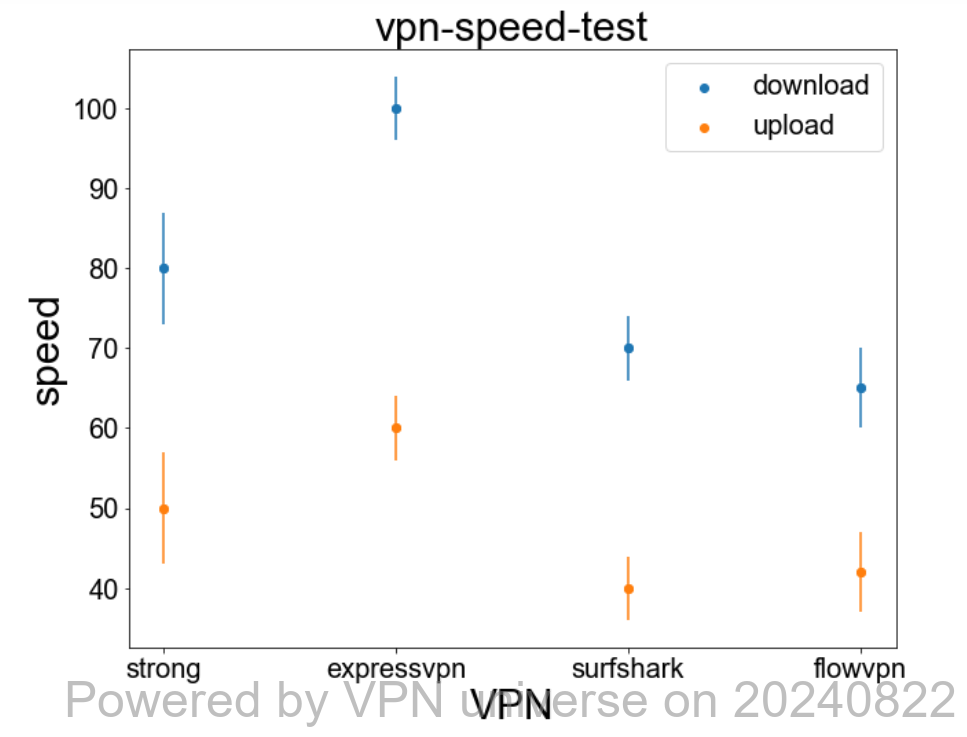 vpn-speed-test
download
upload
100
90
80
70
60
50
40
speed
strong expressvpn surfshark flowvpn
VPN
Powered by VPN universe on 20240822